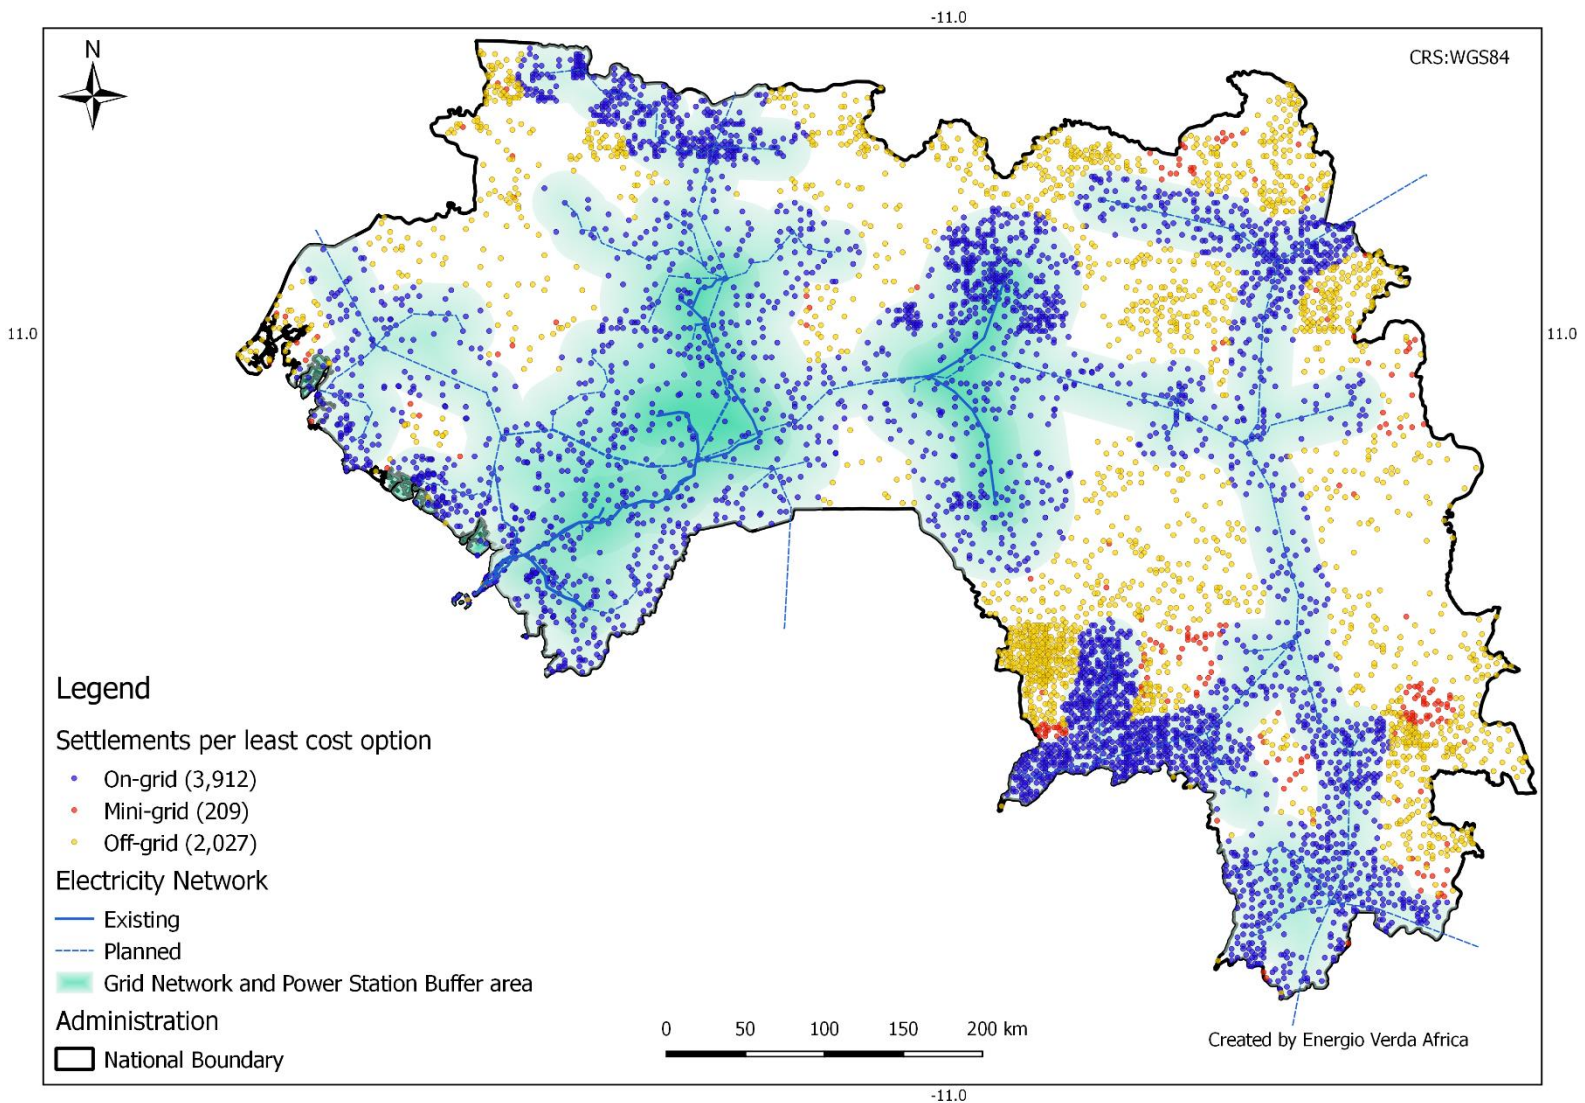 -11.0
N
CRS:WGS84
11.0
11.0
Legend
Settlements per least cost option
On-grid (3,912)
Mini-grid (209)
Off-grid (2,027)
Electricity Network
Existing
Planned
Grid Network and Power Station Buffer area
Administration
National Boundary
0 50 100 150 200 km
Created by Energio Verda Africa
-11.0